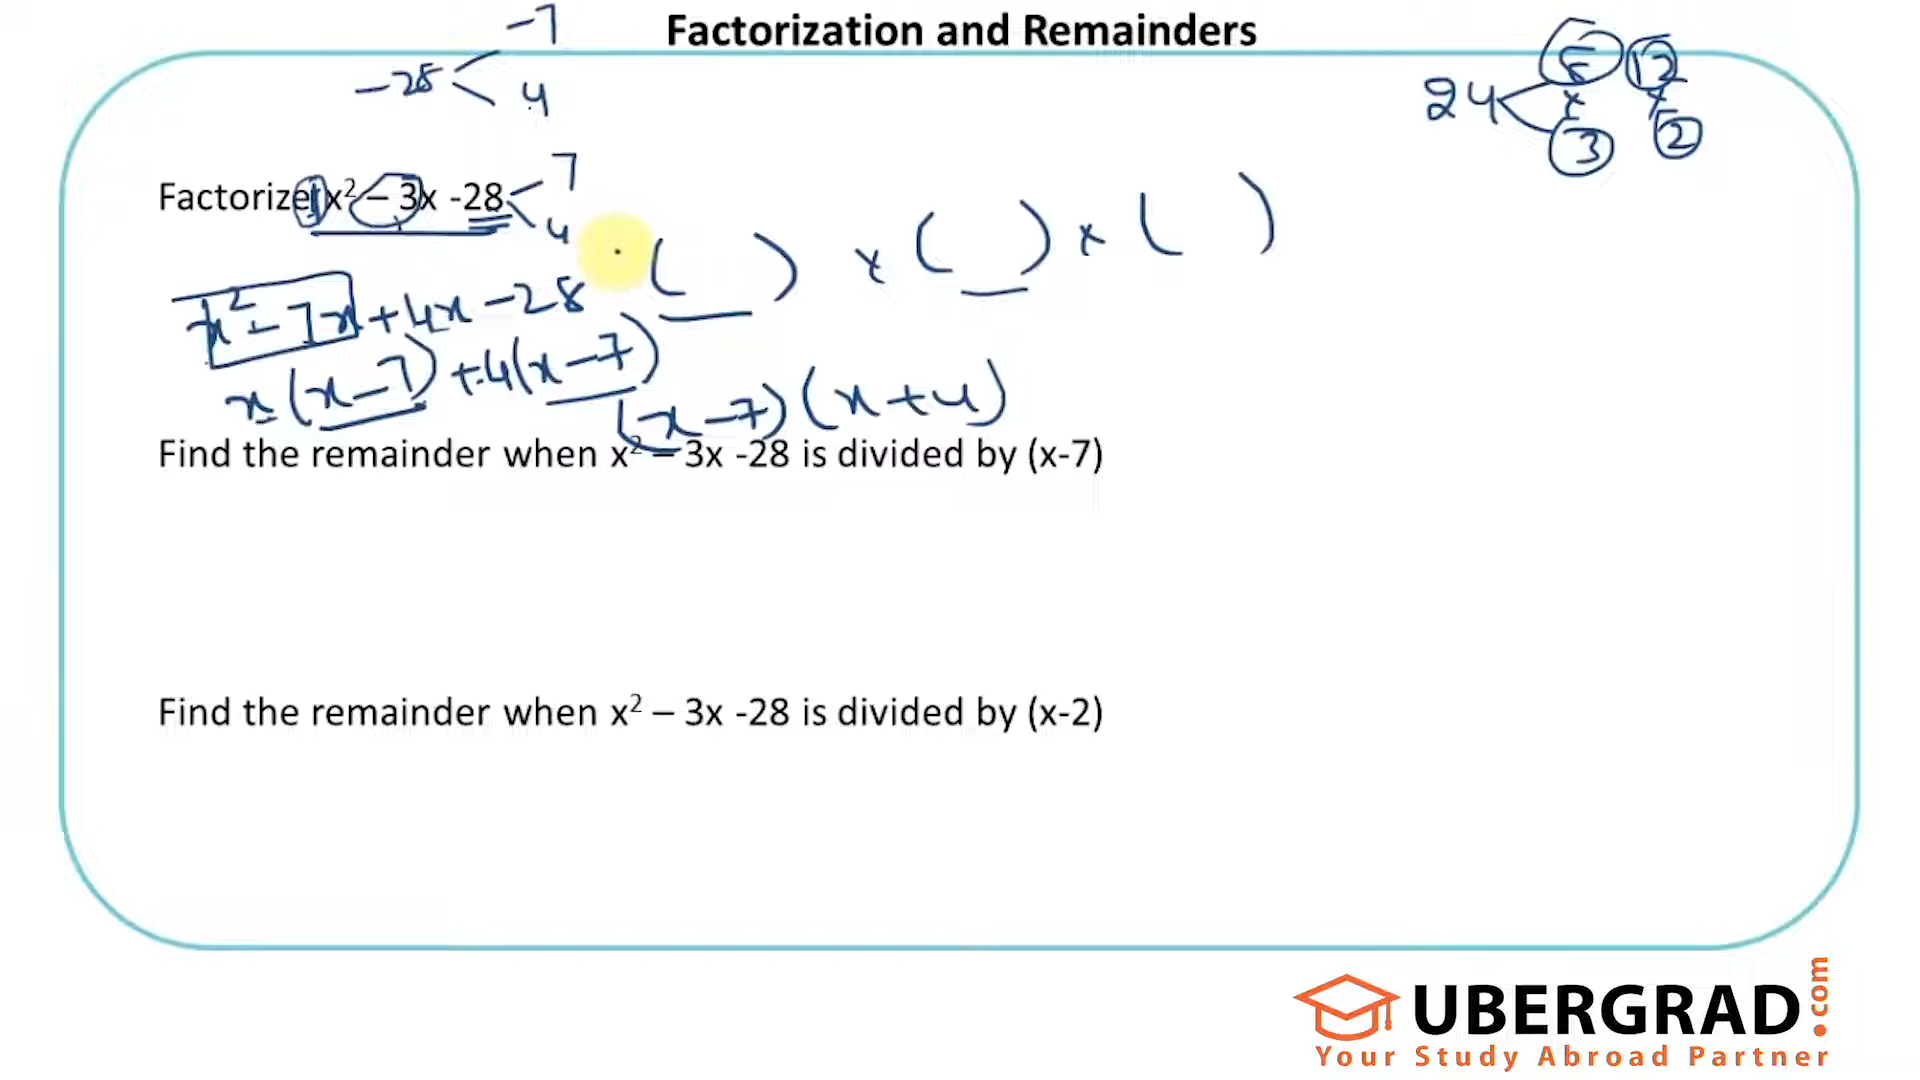 Factorization and Remainders
-7
-28
4
24
8 12
x x
3 2
Factorize 1x² – 3x -28
7
4
( ) x ( ) x ( )
x² - 7x + 4x - 28
x(x-7) + 4(x-7)
(x-7)(x+4)
Find the remainder when x² – 3x -28 is divided by (x-7)
Find the remainder when x² – 3x -28 is divided by (x-2)
UBERGRAD.com
Your Study Abroad Partner